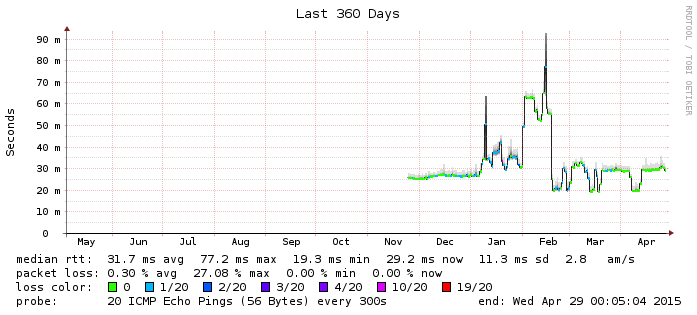 Last 360 Days
RRDTOOL / TOBI OETIKER
Seconds
90 m
80 m
70 m
60 m
50 m
40 m
30 m
20 m
10 m
0
May Jun Jul Aug Sep Oct Nov Dec Jan Feb Mar Apr
median rtt: 31.7 ms avg 77.2 ms max 19.3 ms min 29.2 ms now 11.3 ms sd 2.8 am/s
packet loss: 0.30 % avg 27.08 % max 0.00 % min 0.00 % now
loss color: 0 1/20 2/20 3/20 4/20 10/20 19/20
probe: 20 ICMP Echo Pings (56 Bytes) every 300s end: Wed Apr 29 00:05:04 2015